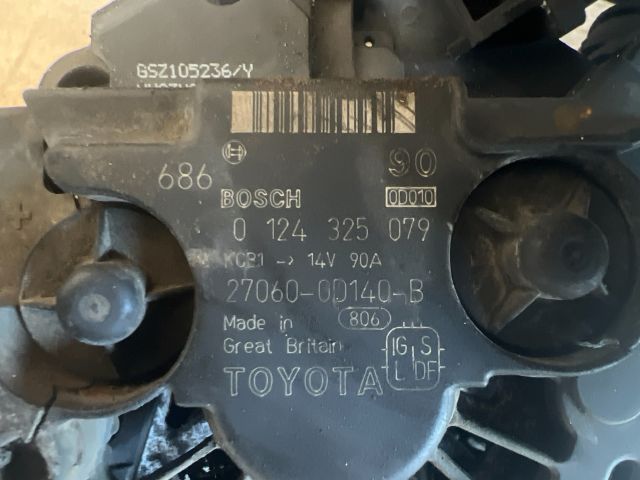 GSZ105236/Y
686
90
BOSCH
0D010
0 124 325 079
KCB1 -> 14V 90A
27060-0D140-B
Made in
806
Great Britain
IG S
L DF
TOYOTA